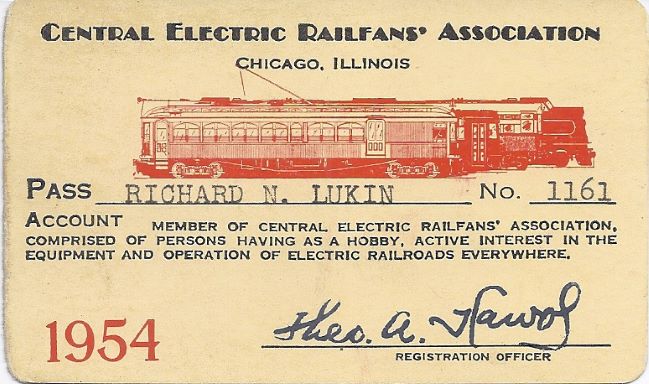 CENTRAL ELECTRIC RAILFANS' ASSOCIATION
CHICAGO, ILLINOIS
PASS RICHARD N. LUKIN No. 1161
ACCOUNT MEMBER OF CENTRAL ELECTRIC RAILFANS' ASSOCIATION,
COMPRISED OF PERSONS HAVING AS A HOBBY, ACTIVE INTEREST IN THE
EQUIPMENT AND OPERATION OF ELECTRIC RAILROADS EVERYWHERE.
1954 Theo. A.
REGISTRATION OFFICER